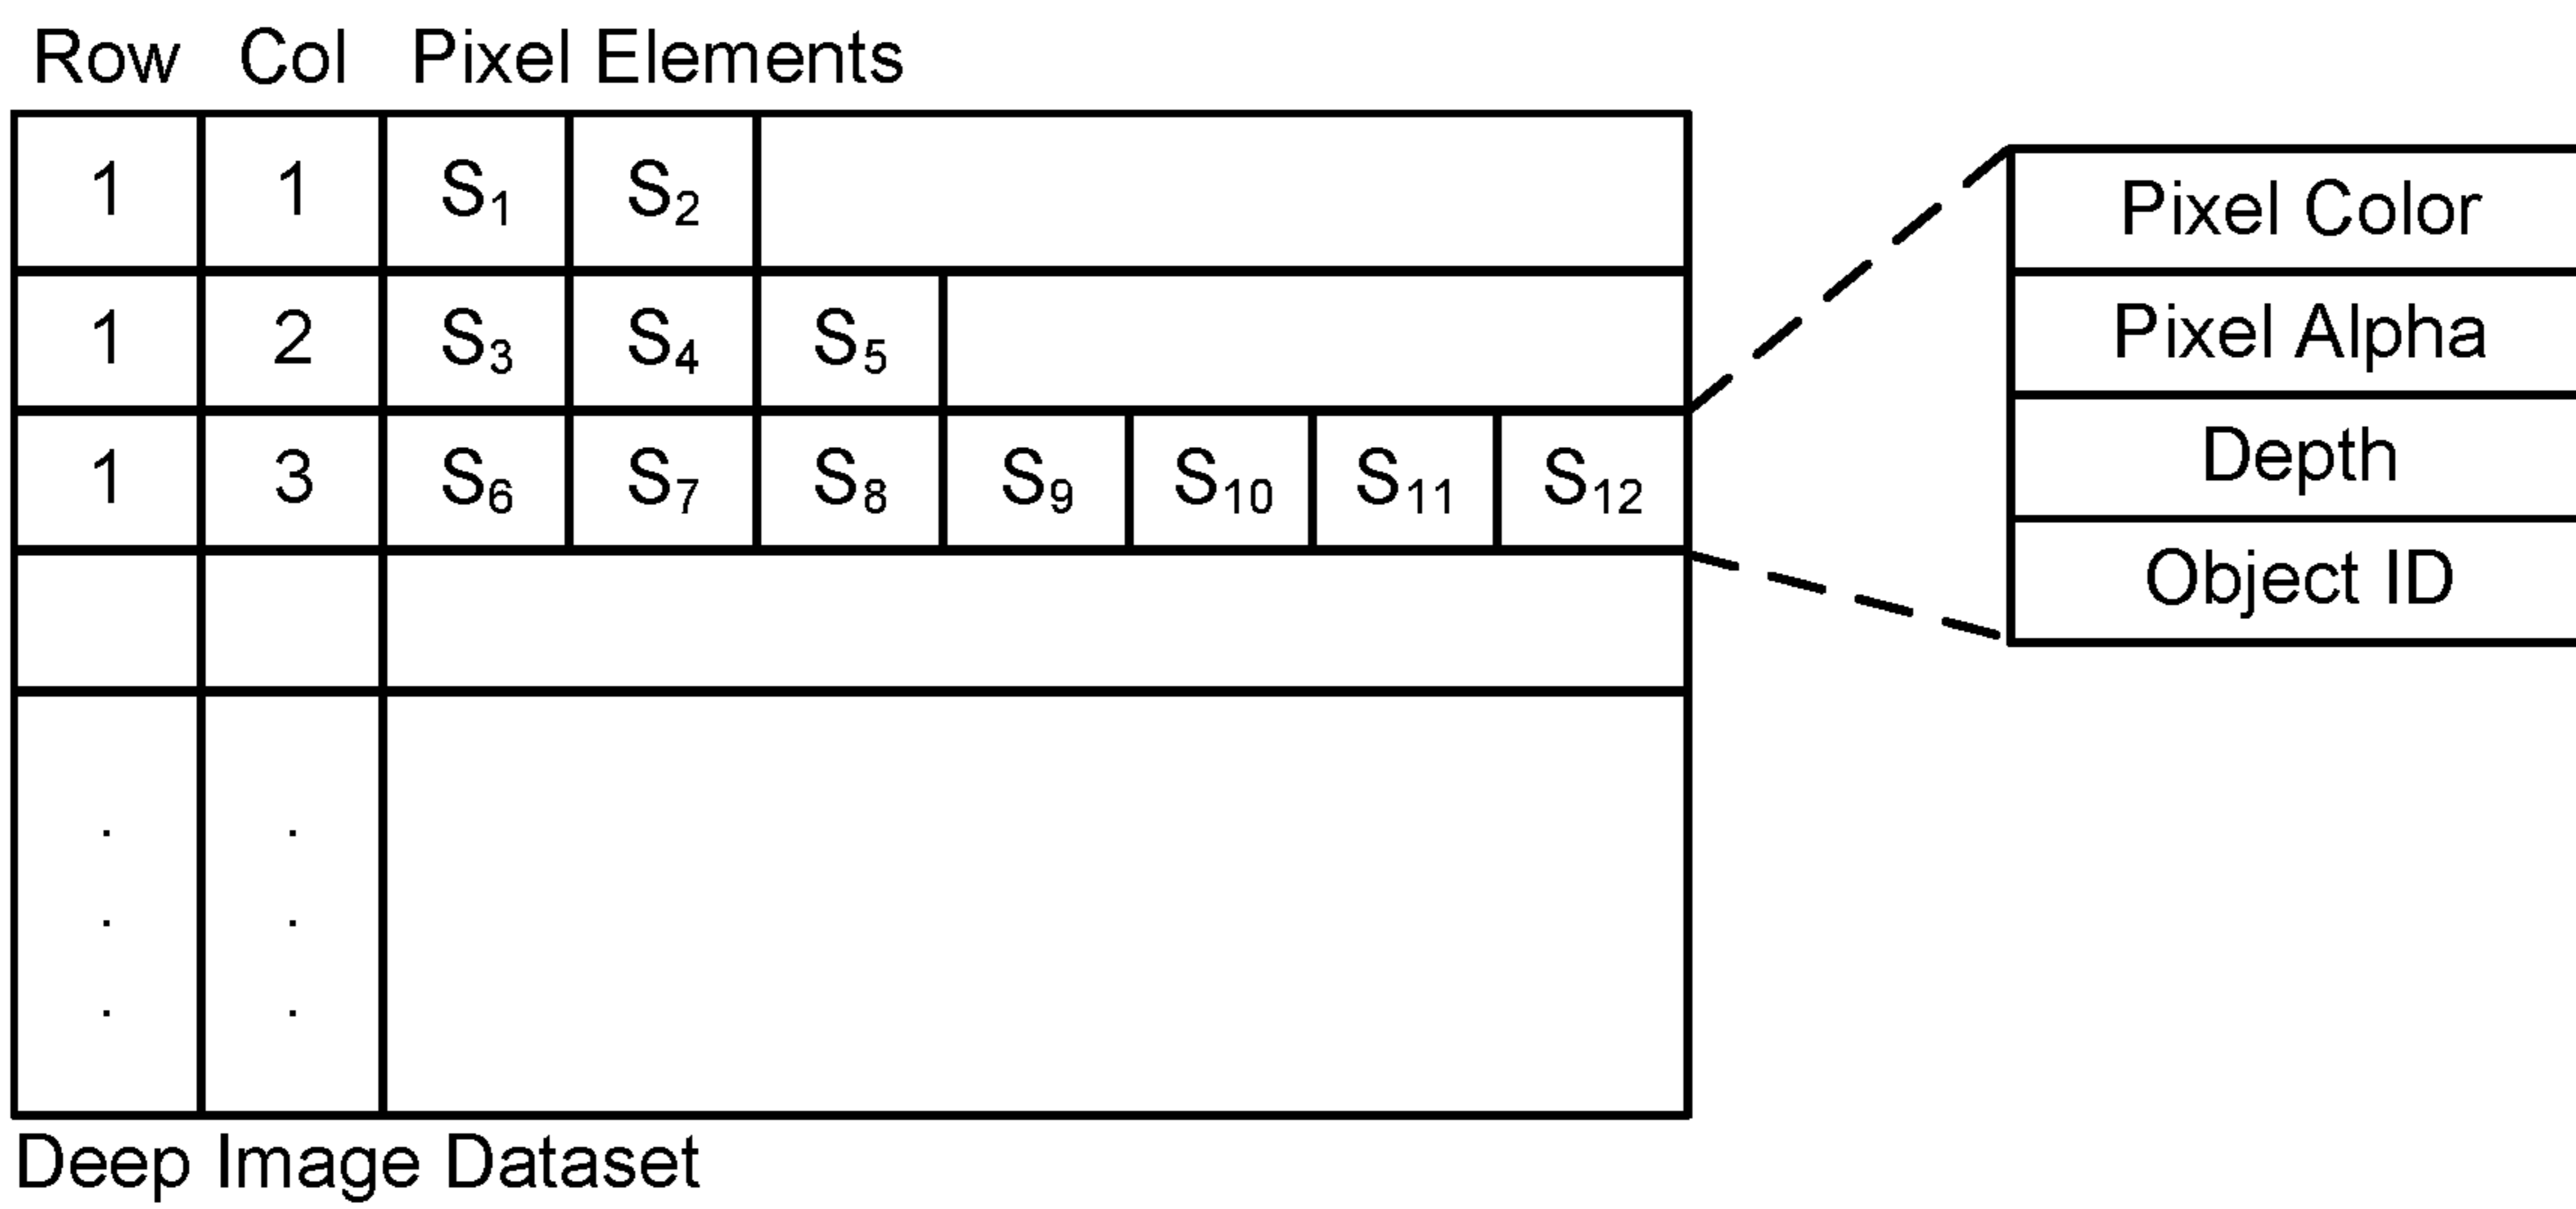 Row Col Pixel Elements
1 1 S₁ S₂
1 2 S₃ S₄ S₅
1 3 S₆ S₇ S₈ S₉ S₁₀ S₁₁ S₁₂
. .
. .
. .
Deep Image Dataset
Pixel Color
Pixel Alpha
Depth
Object ID